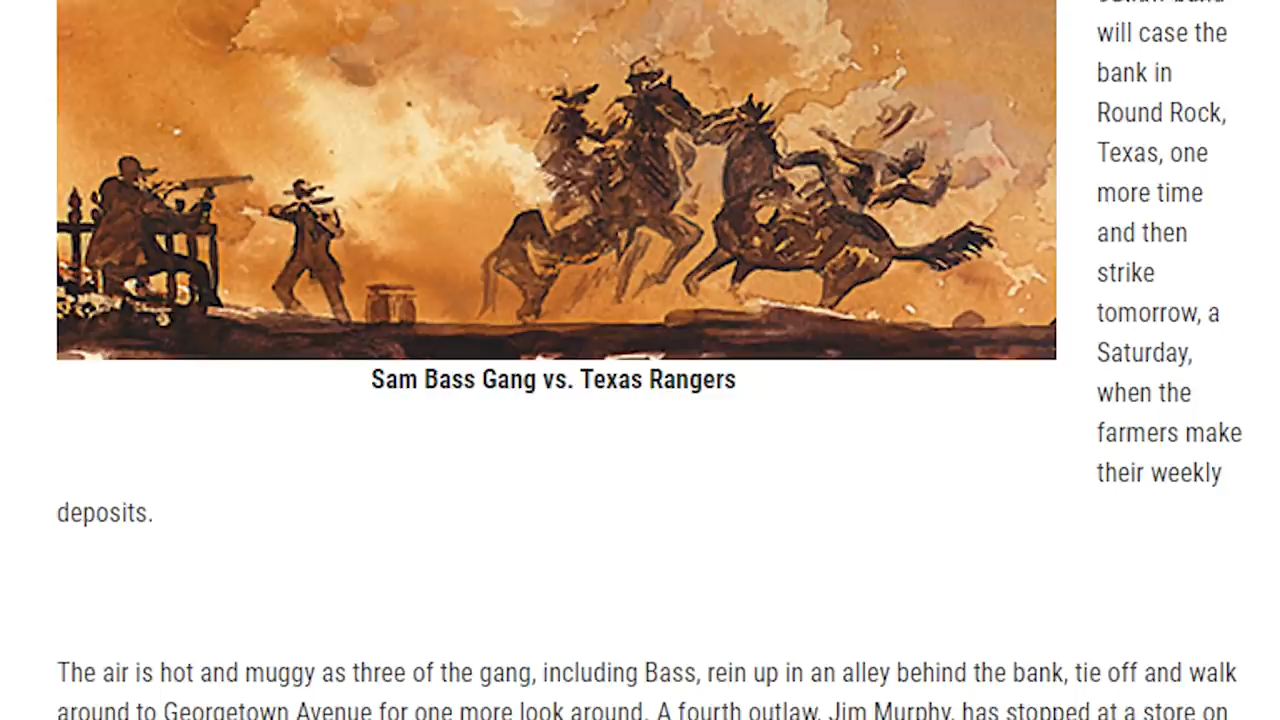 will case the
bank in
Round Rock,
Texas, one
more time
and then
strike
tomorrow, a
Saturday,
when the
farmers make
their weekly
Sam Bass Gang vs. Texas Rangers
deposits.
The air is hot and muggy as three of the gang, including Bass, rein up in an alley behind the bank, tie off and walk
around to Georgetown Avenue for one more look around. A fourth outlaw, Jim Murphy, has stopped at a store on